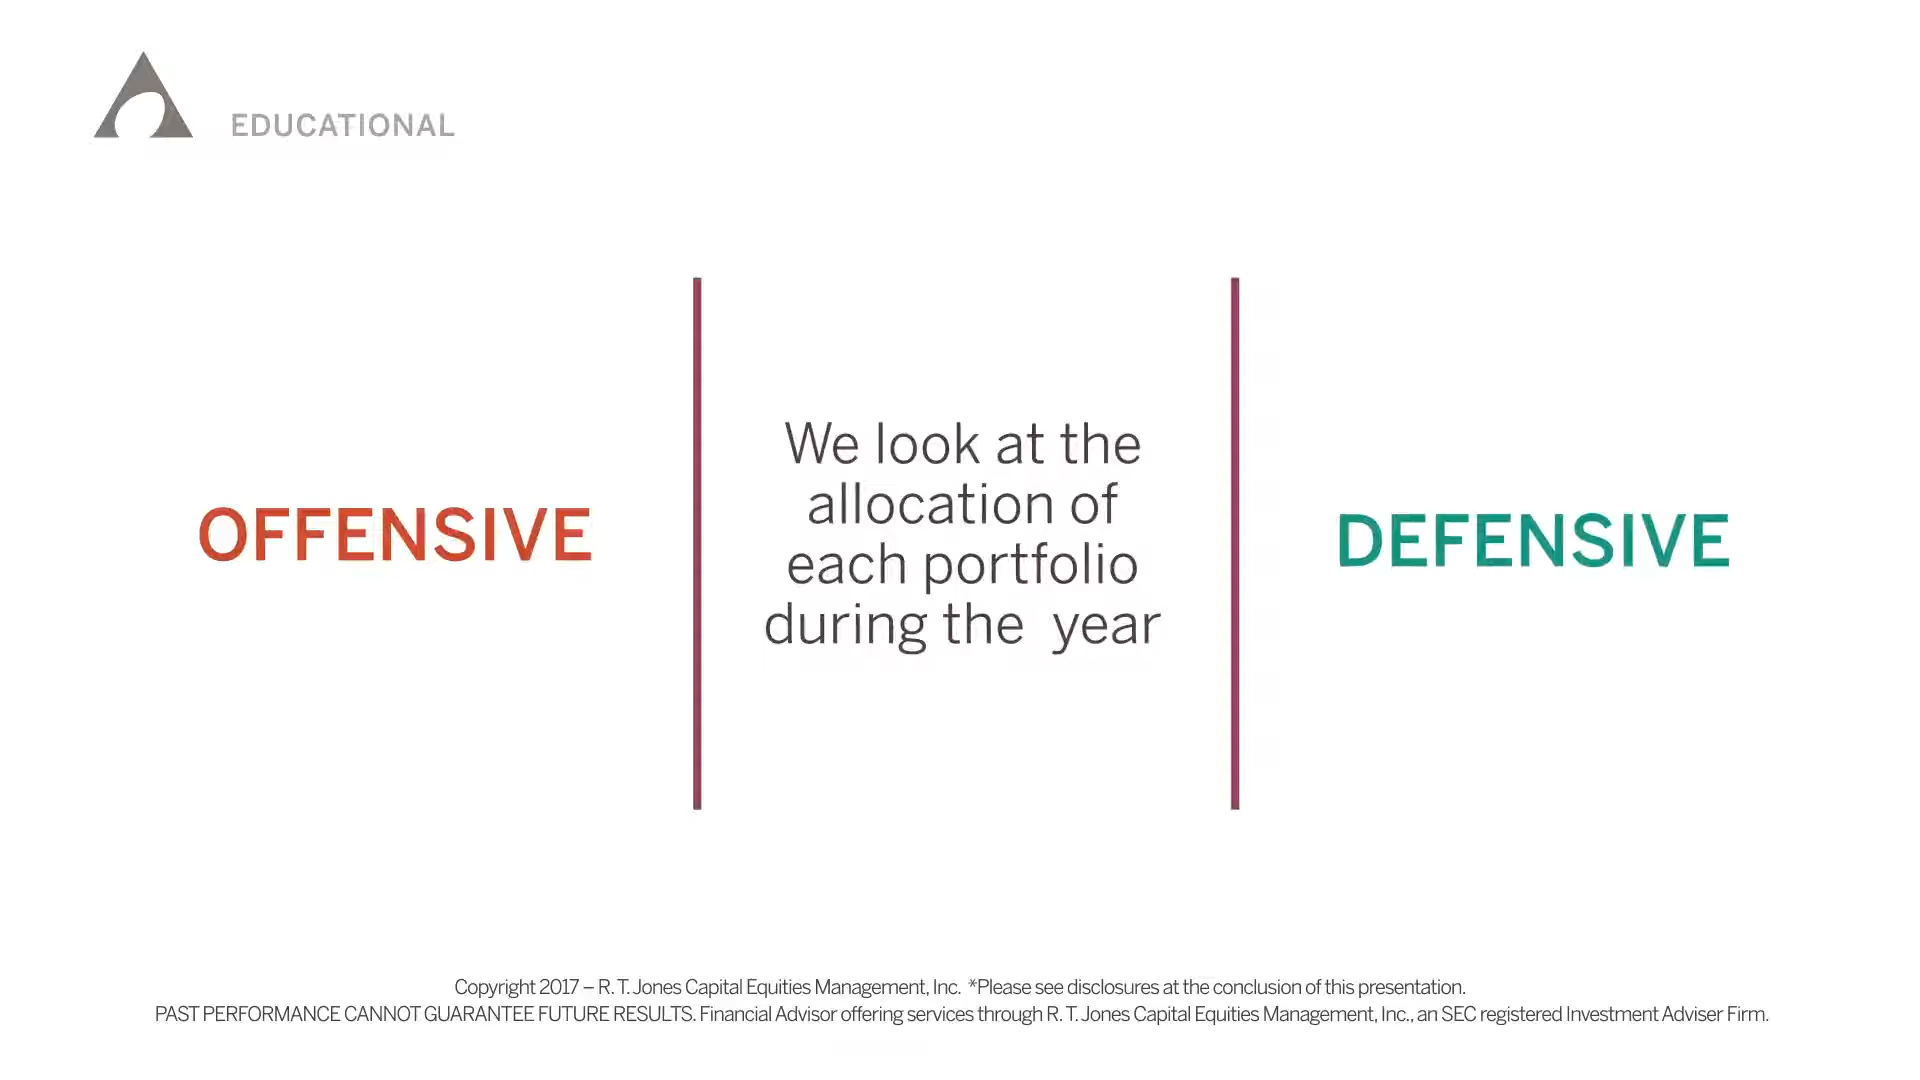 EDUCATIONAL
OFFENSIVE
We look at the
allocation of
each portfolio
during the  year
DEFENSIVE
Copyright 2017 – R. T. Jones Capital Equities Management, Inc.  *Please see disclosures at the conclusion of this presentation.
PAST PERFORMANCE CANNOT GUARANTEE FUTURE RESULTS. Financial Advisor offering services through R. T. Jones Capital Equities Management, Inc., an SEC registered Investment Adviser Firm.